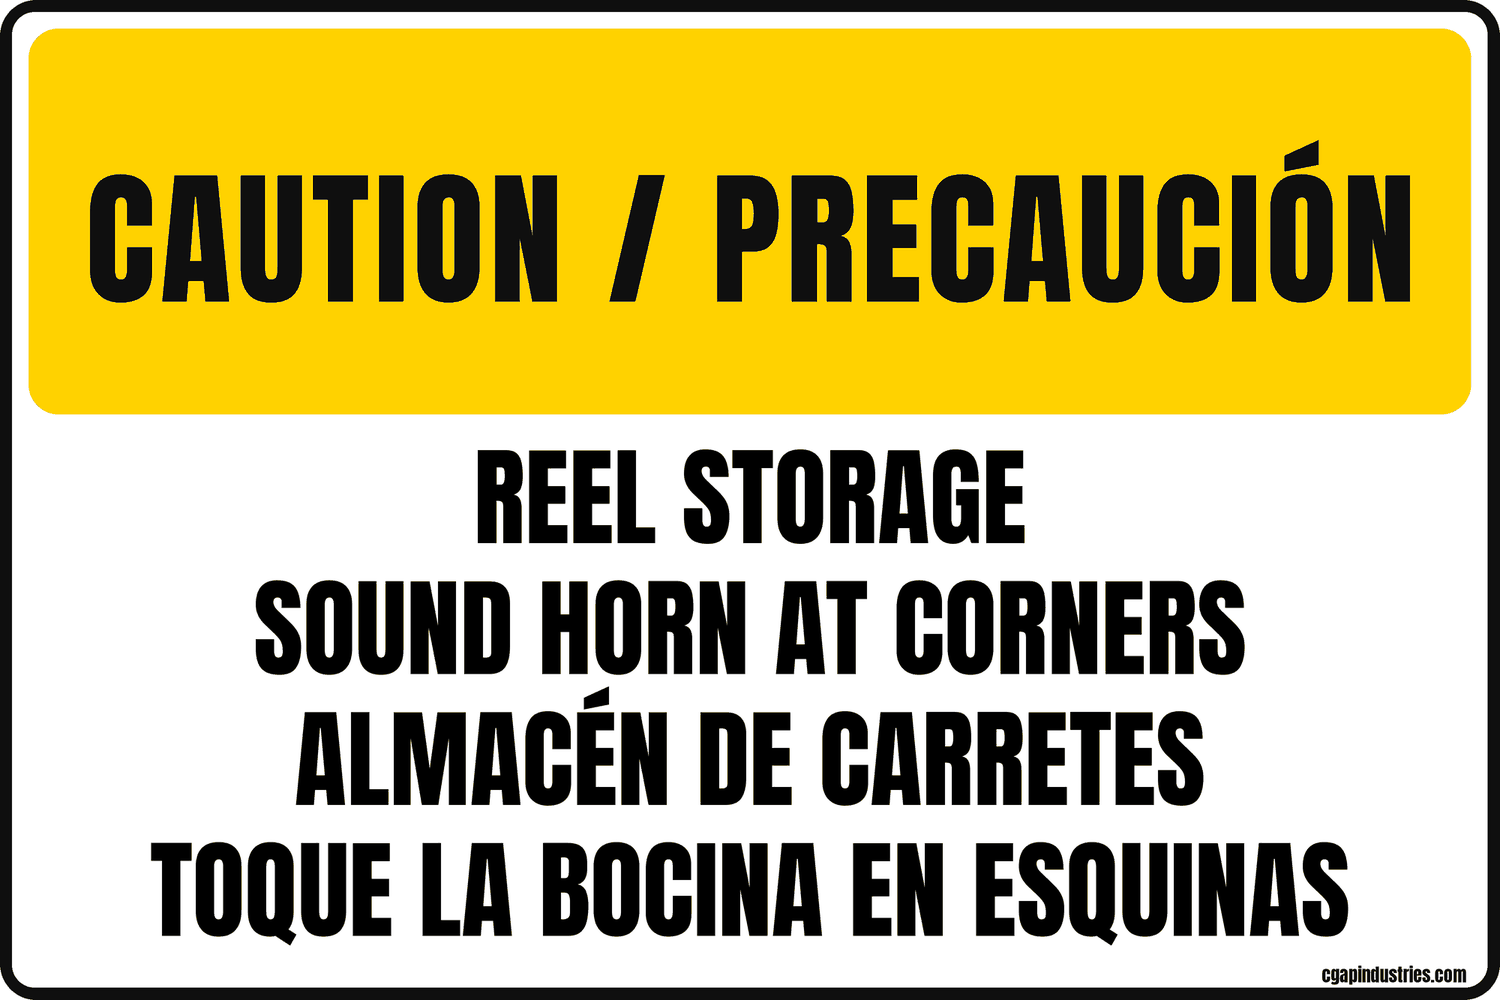 CAUTION / PRECAUCIÓN
REEL STORAGE
SOUND HORN AT CORNERS
ALMACÉN DE CARRETES
TOQUE LA BOCINA EN ESQUINAS
cgapindustries.com